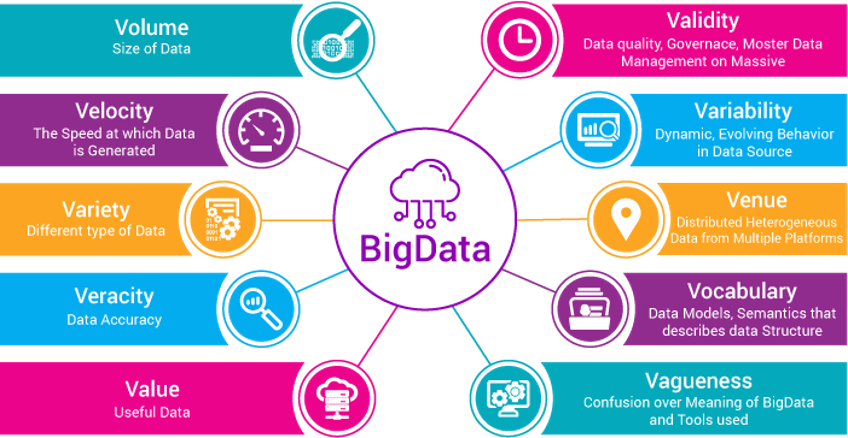 Volume
Size of Data
Velocity
The Speed at which Data
is Generated
Variety
Different type of Data
Veracity
Data Accuracy
Value
Useful Data
BigData
Validity
Data quality, Governace, Moster Data
Management on Massive
Variability
Dynamic, Evolving Behavior
in Data Source
Venue
Distributed Heterogeneous
Data from Multiple Platforms
Vocabulary
Data Models, Semantics that
describes data Structure
Vagueness
Confusion over Meaning of BigData
and Tools used